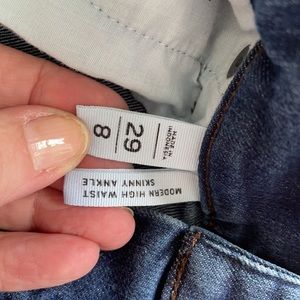 MADE IN
INDONESIA
29
8
MODERN HIGH WAIST
SKINNY ANKLE